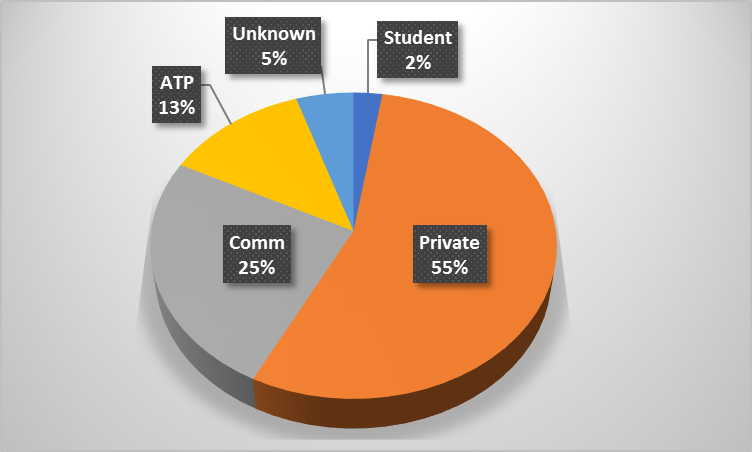 Unknown
5%
Student
2%
ATP
13%
Comm
25%
Private
55%